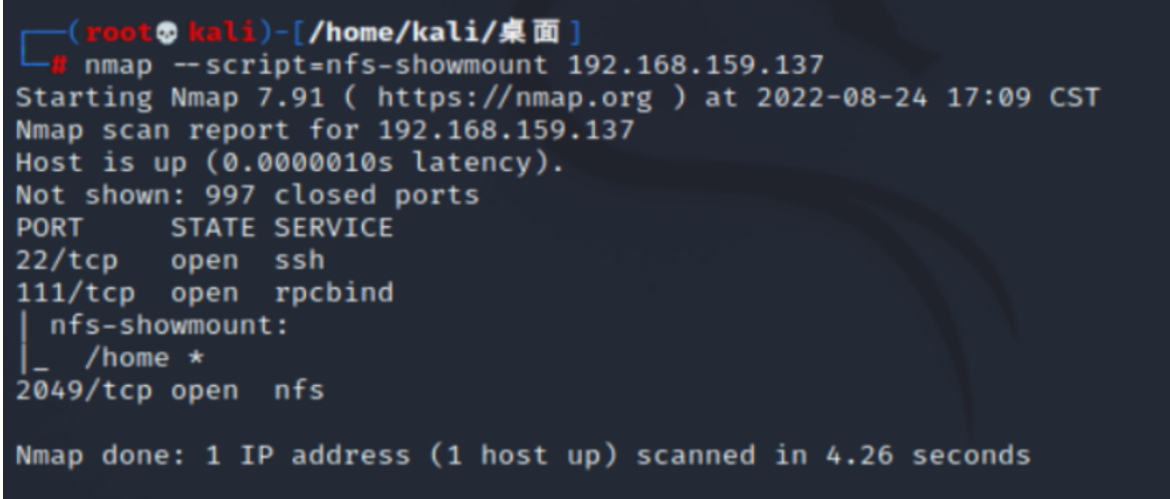 ┌──(root💀kali)-[/home/kali/桌面]
└─# nmap --script=nfs-showmount 192.168.159.137
Starting Nmap 7.91 ( https://nmap.org ) at 2022-08-24 17:09 CST
Nmap scan report for 192.168.159.137
Host is up (0.0000010s latency).
Not shown: 997 closed ports
PORT     STATE SERVICE
22/tcp   open  ssh
111/tcp  open  rpcbind
| nfs-showmount:
|_  /home *
2049/tcp open  nfs
Nmap done: 1 IP address (1 host up) scanned in 4.26 seconds